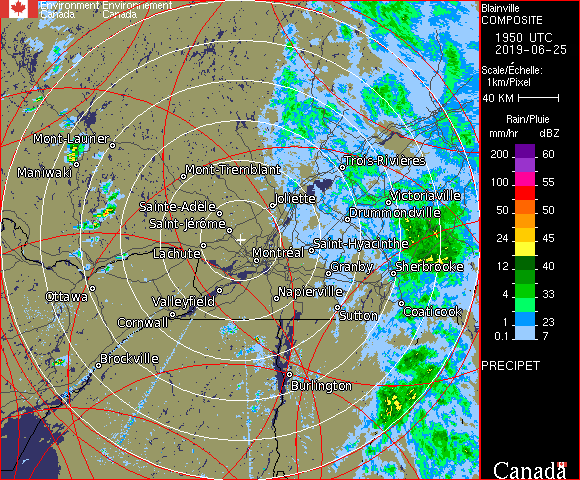 Environment Environnement
Canada Canada
Blainville
COMPOSITE
1950 UTC
2019-06-25
Scale/Échelle:
1km/Pixel
40 KM
Rain/Pluie
mm/hr dBZ
200 60
100 55
50 50
24 45
12 40
4 33
1 23
0.1 7
PRECIPET
Canada
Mont-Laurier
Maniwaki
Mont-Tremblant
Trois-Rivières
Joliette
Victoriaville
Sainte-Adèle
Drummondville
Saint-Jérôme
Saint-Hyacinthe
Lachute
Montréal
Granby
Sherbrooke
Ottawa
Valleyfield
Napierville
Cornwall
Sutton
Coaticook
Brockville
Burlington